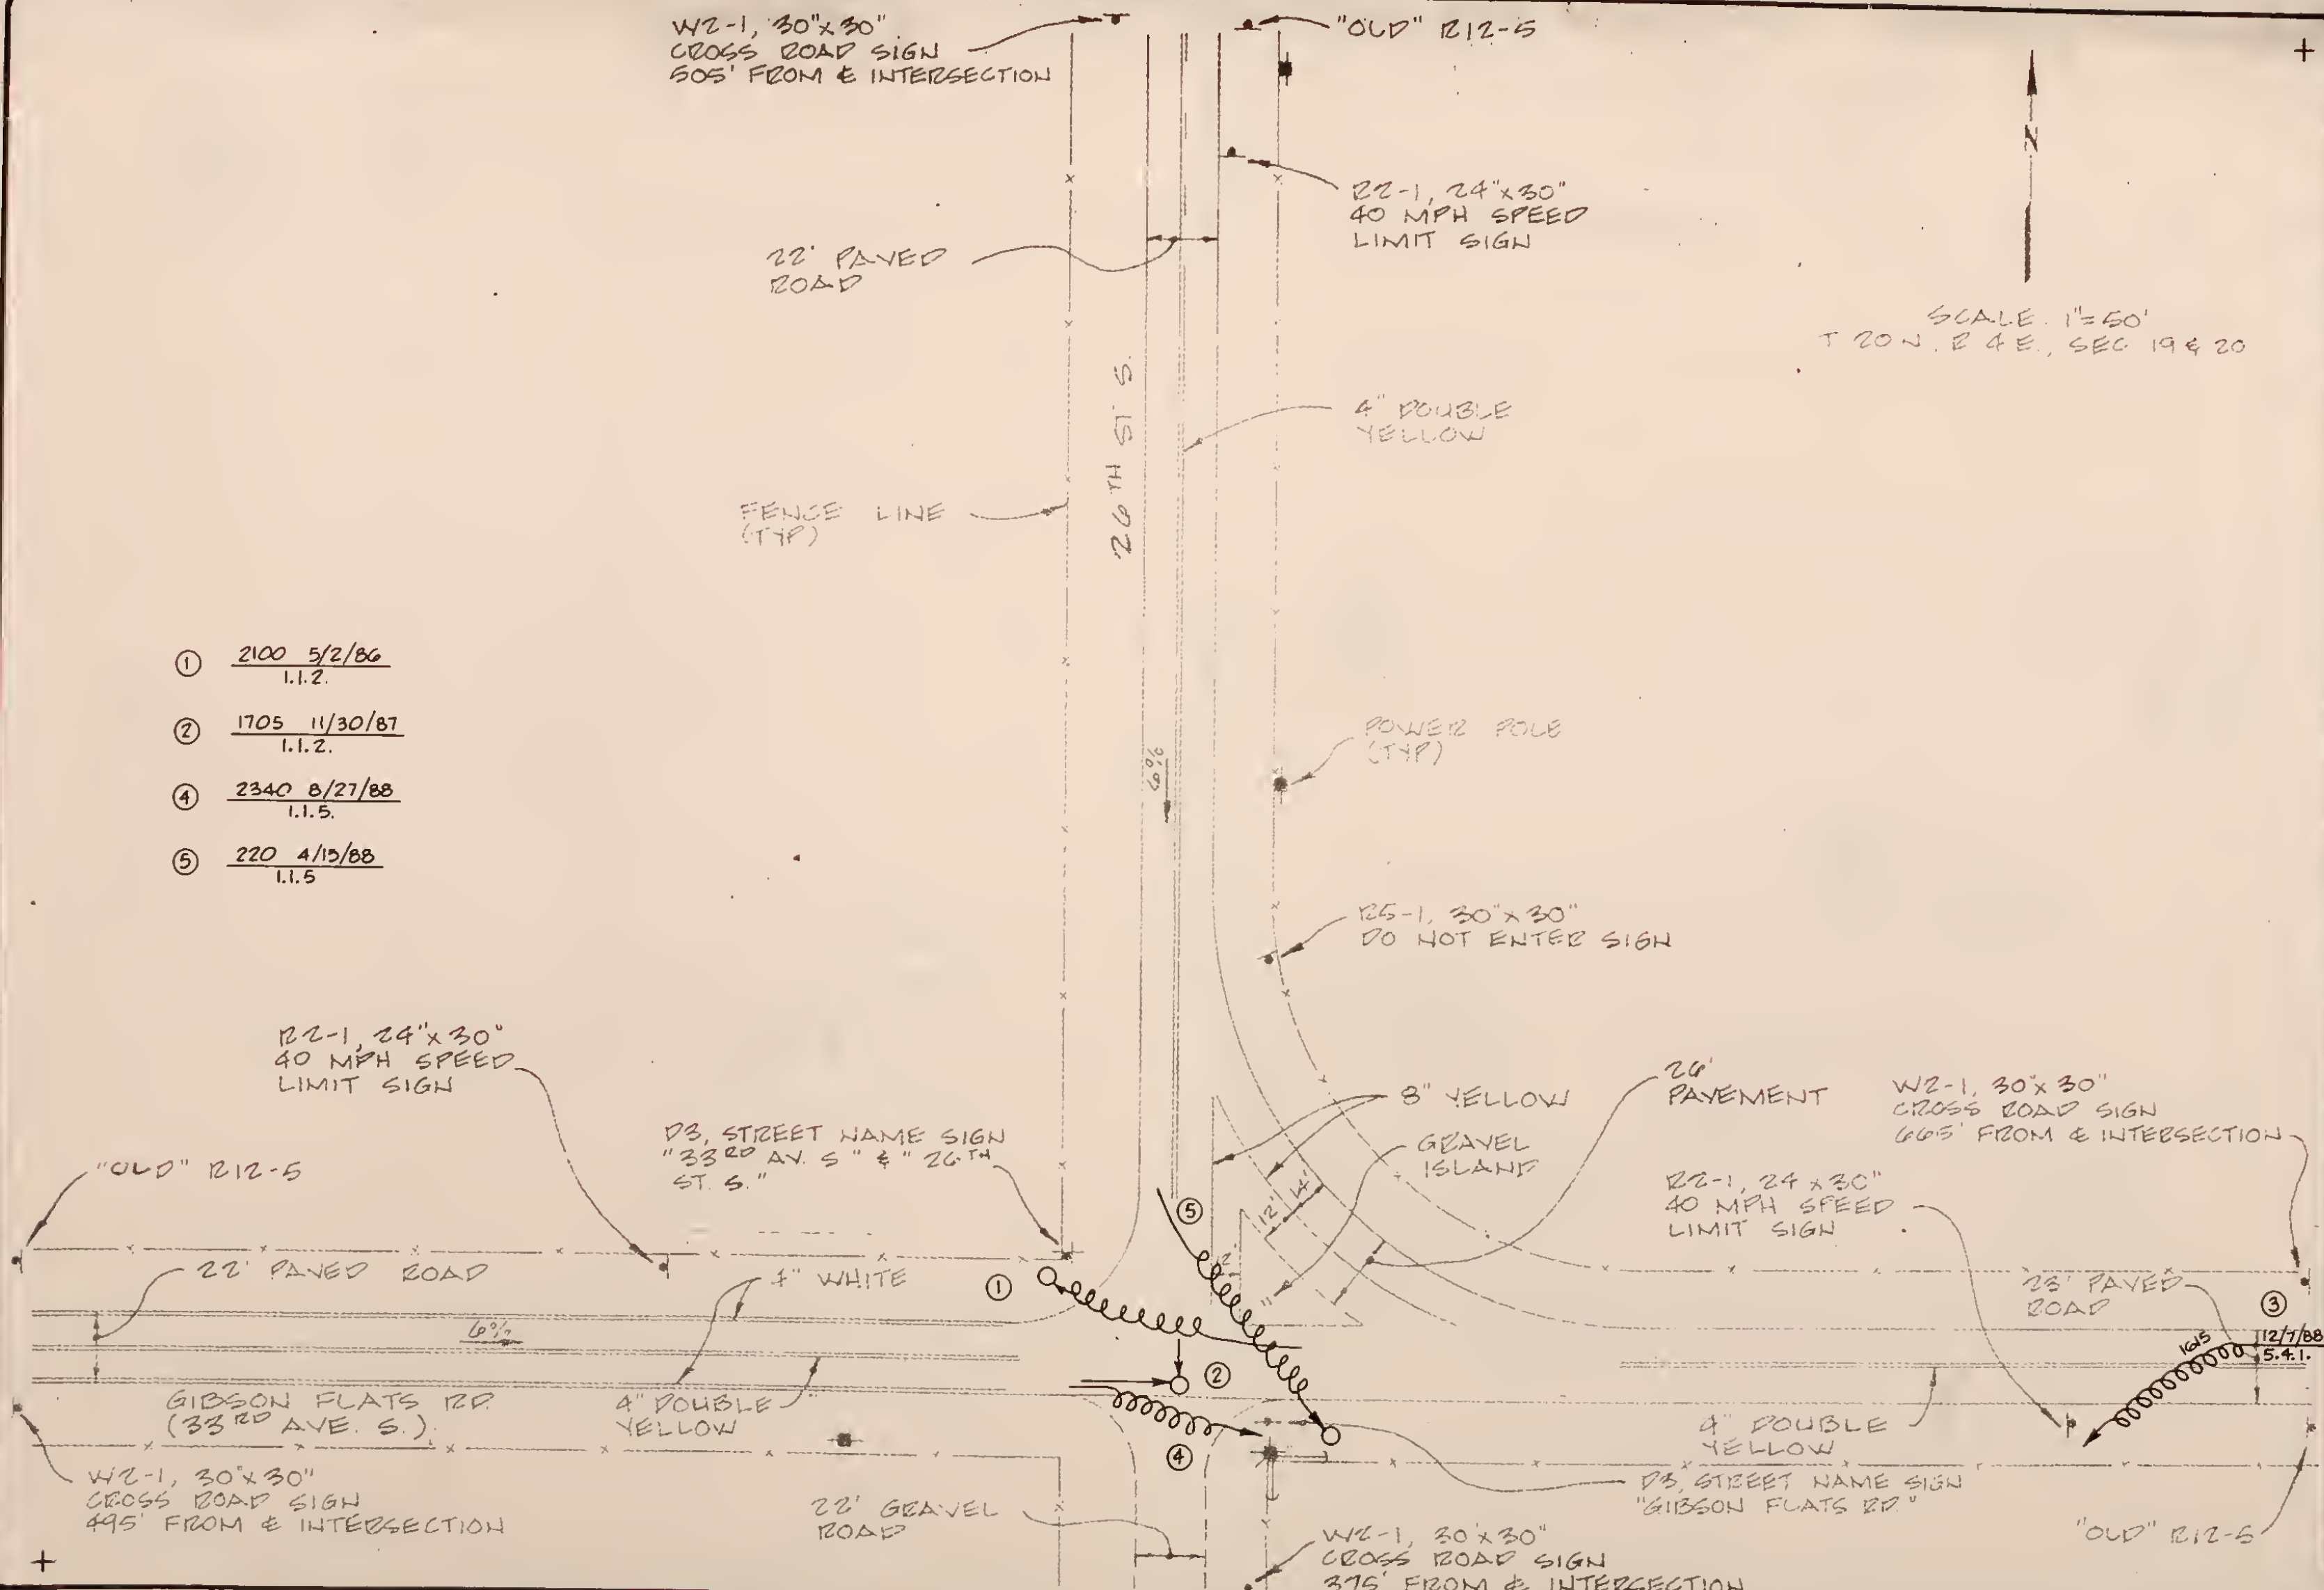 W2-1, 30"x30"
CROSS ROAD SIGN
505' FROM ℄ INTERSECTION
"OLD" R12-5
N
R2-1, 24"x30"
40 MPH SPEED
LIMIT SIGN
22' PAVED
ROAD
SCALE 1"=50'
T 20 N. R 4 E., SEC 19 & 20
26TH ST S.
4" DOUBLE
YELLOW
FENCE LINE
(TYP)
① 2100 5/2/86
1.1.2.
② 1705 11/30/87
1.1.2.
④ 2340 8/27/88
1.1.5.
⑤ 220 4/15/88
1.1.5
POWER POLE
(TYP)
6%
R5-1, 30"x30"
DO NOT ENTER SIGN
R2-1, 24"x30"
40 MPH SPEED
LIMIT SIGN
8" YELLOW
26'
PAVEMENT
W2-1, 30"x30"
CROSS ROAD SIGN
665' FROM ℄ INTERSECTION
D3, STREET NAME SIGN
"33RD AV. S" & "26TH
ST. S."
GRAVEL
ISLAND
"OLD" R12-5
R2-1, 24x30"
40 MPH SPEED
LIMIT SIGN
⑤
12'
14'
2'
22' PAVED ROAD
4" WHITE
①
23' PAVED
ROAD
③
12/7/88
5.4.1.
1615
6%
②
GIBSON FLATS RD.
(33RD AVE. S.)
4" DOUBLE
YELLOW
④
4" DOUBLE
YELLOW
W2-1, 30"x30"
CROSS ROAD SIGN
495' FROM ℄ INTERSECTION
22' GRAVEL
ROAD
D3, STREET NAME SIGN
"GIBSON FLATS RD."
"OLD" R12-5
W2-1, 30"x30"
CROSS ROAD SIGN
375' FROM ℄ INTERSECTION